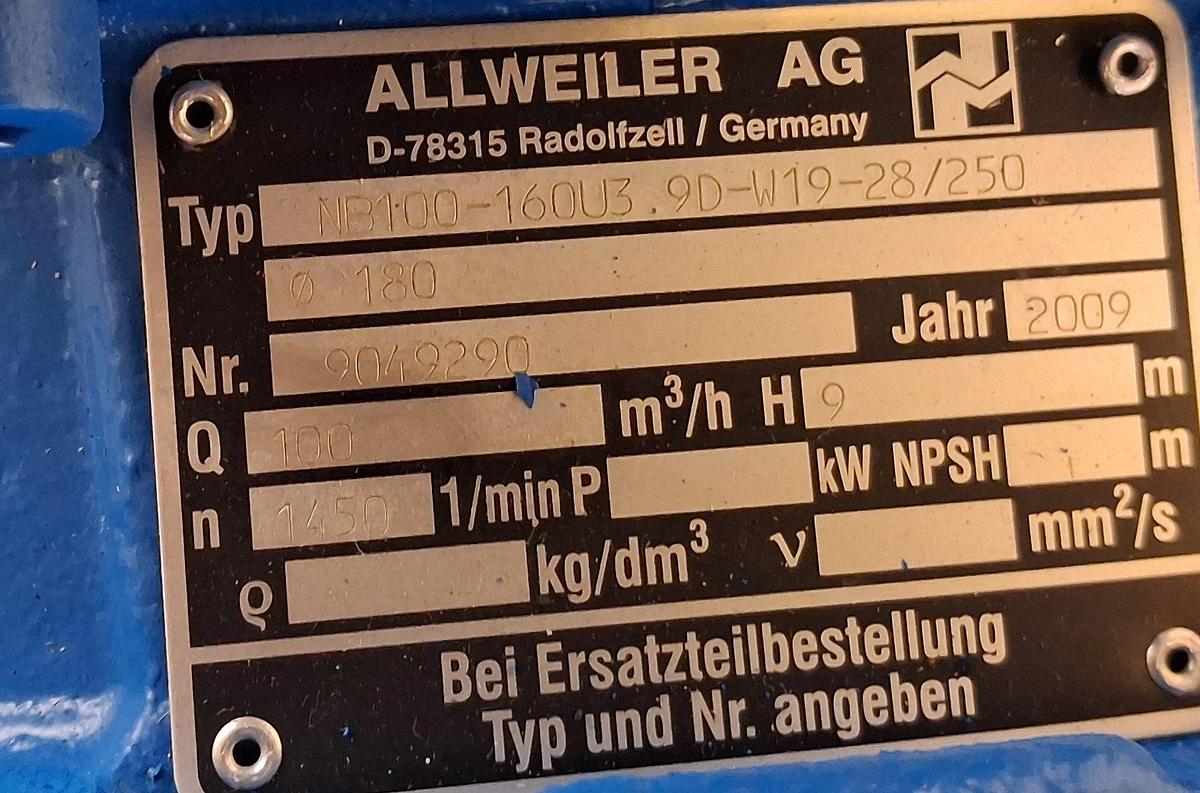 ALLWEILER AG
D-78315 Radolfzell / Germany
Typ NB100-160U3.9D-W19-28/250
Ø 180
Nr. 9049290 Jahr 2009
Q 100 m³/h H 9 m
n 1450 1/min P kW NPSH m
ϱ kg/dm³ ν mm²/s
Bei Ersatzteilbestellung
Typ und Nr. angeben